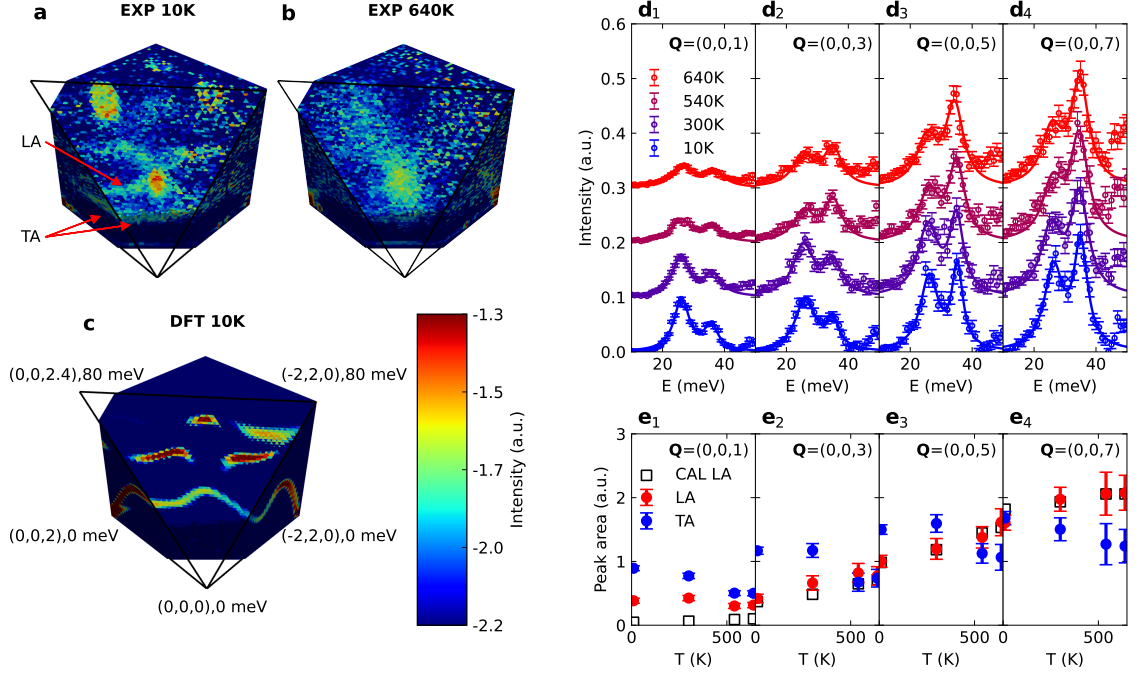 a
EXP 10K
b
EXP 640K
LA
TA
c
DFT 10K
(0,0,2.4),80 meV
(-2,2,0),80 meV
(0,0,2),0 meV
(-2,2,0),0 meV
(0,0,0),0 meV
-1.3
-1.5
-1.7
-2.0
-2.2
Intensity (a.u.)
d1
d2
d3
d4
Q=(0,0,1)
Q=(0,0,3)
Q=(0,0,5)
Q=(0,0,7)
640K
540K
300K
10K
0.6
0.5
0.4
0.3
0.2
0.1
0.0
Intensity (a.u.)
20 40
20 40
20 40
20 40
E (meV)
E (meV)
E (meV)
E (meV)
e1
e2
e3
e4
Q=(0,0,1)
Q=(0,0,3)
Q=(0,0,5)
Q=(0,0,7)
CAL LA
LA
TA
3
2
1
0
Peak area (a.u.)
0 500
0 500
0 500
0 500
T (K)
T (K)
T (K)
T (K)